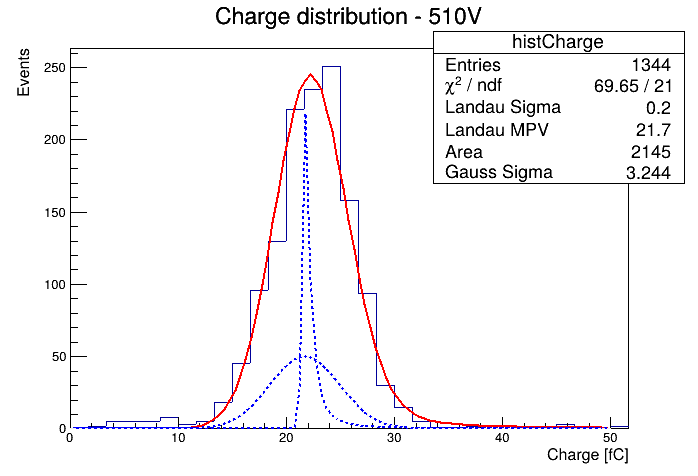 Charge distribution - 510V
histCharge
Entries 1344
χ² / ndf 69.65 / 21
Landau Sigma 0.2
Landau MPV 21.7
Area 2145
Gauss Sigma 3.244
Events
250
200
150
100
50
0
0 10 20 30 40 50
Charge [fC]